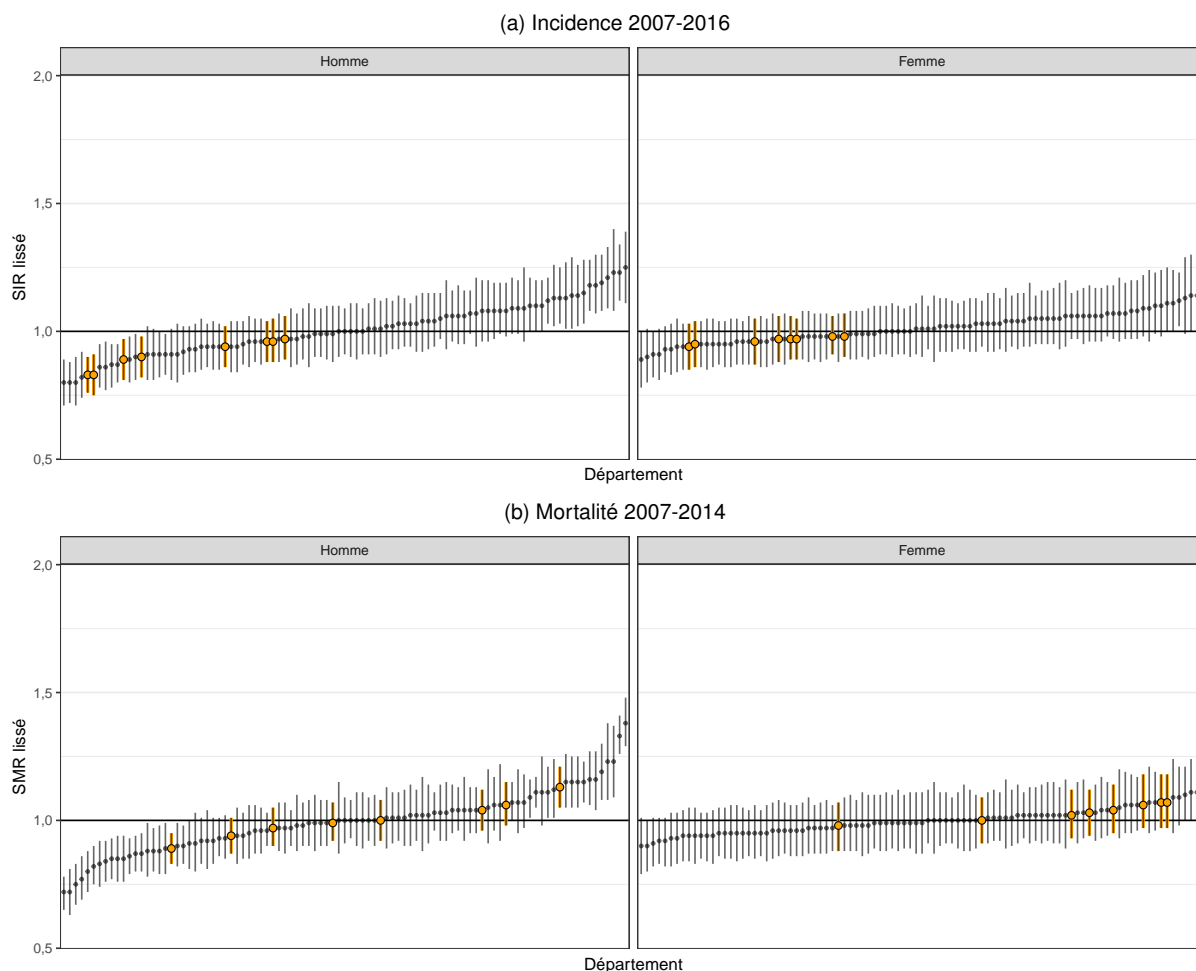 (a) Incidence 2007-2016
Homme
Femme
2,0
1,5
1,0
0,5
SIR lissé
Département
(b) Mortalité 2007-2014
Homme
Femme
2,0
1,5
1,0
0,5
SMR lissé
Département